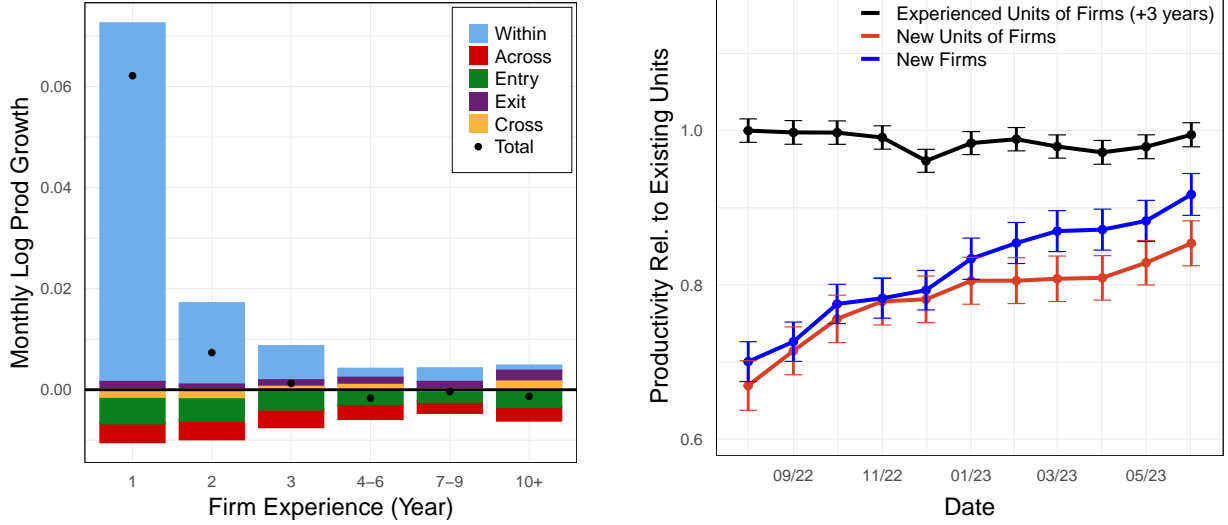 Monthly Log Prod Growth
0.06
0.04
0.02
0.00
Within
Across
Entry
Exit
Cross
Total
1
2
3
4–6
7–9
10+
Firm Experience (Year)
Productivity Rel. to Existing Units
1.0
0.8
0.6
Experienced Units of Firms (+3 years)
New Units of Firms
New Firms
09/22
11/22
01/23
03/23
05/23
Date